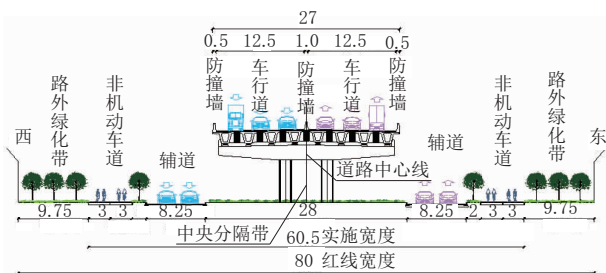 27
0.5 12.5 1.0 12.5 0.5
防撞墙 车行道 防撞墙 车行道 防撞墙
西 路外绿化带 非机动车道 辅道
辅道 非机动车道 路外绿化带 东
道路中心线
9.75 3 3 8.25 28 8.25 2 3 3 9.75
中央分隔带
60.5实施宽度
80 红线宽度